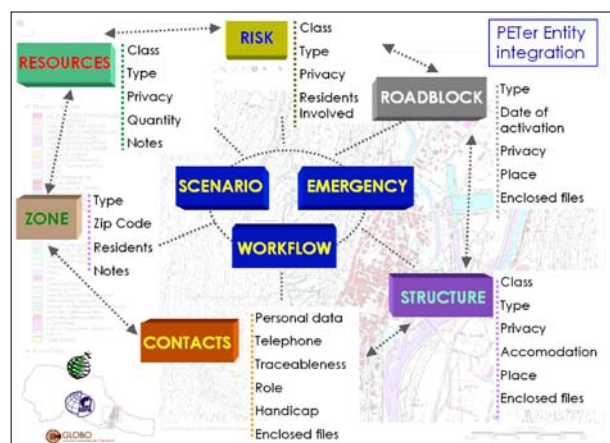 PETer Entity
integration
RISK
Class
Type
Privacy
Residents
Involved
RESOURCES
Class
Type
Privacy
Quantity
Notes
ROADBLOCK
Type
Date of
activation
Privacy
Place
Enclosed files
SCENARIO
EMERGENCY
WORKFLOW
ZONE
Type
Zip Code
Residents
Notes
STRUCTURE
Class
Type
Privacy
Accomodation
Place
Enclosed files
CONTACTS
Personal data
Telephone
Traceableness
Role
Handicap
Enclosed files
GLOBO